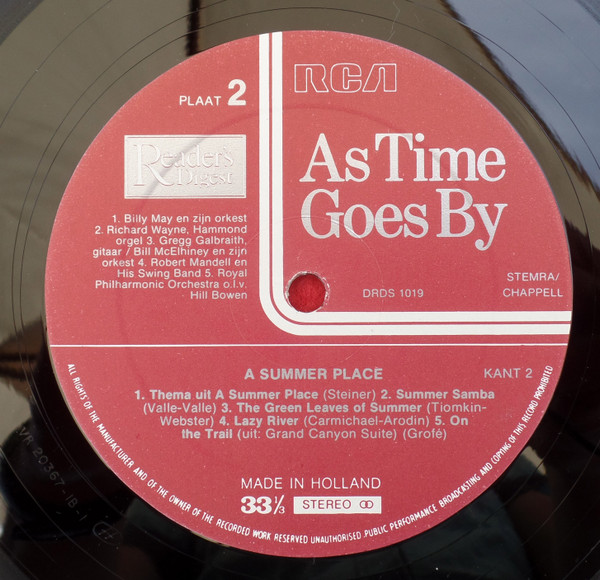 RCA
PLAAT 2
Reader's
Digest
As Time
Goes By
1. Billy May en zijn orkest
2. Richard Wayne, Hammond
orgel 3. Gregg Galbraith,
gitaar / Bill McElhiney en zijn
orkest 4. Robert Mandell en
His Swing Band 5. Royal
Philharmonic Orchestra o.l.v.
Hill Bowen
DRDS 1019
STEMRA/
CHAPPELL
A SUMMER PLACE
KANT 2
1. Thema uit A Summer Place (Steiner) 2. Summer Samba
(Valle-Valle) 3. The Green Leaves of Summer (Tiomkin-
Webster) 4. Lazy River (Carmichael-Arodin) 5. On
the Trail (uit: Grand Canyon Suite) (Grofé)
MADE IN HOLLAND
33⅓ STEREO
ALL RIGHTS OF THE MANUFACTURER AND OF THE OWNER OF THE RECORDED WORK RESERVED UNAUTHORISED PUBLIC PERFORMANCE BROADCASTING AND COPYING OF THIS RECORD PROHIBITED